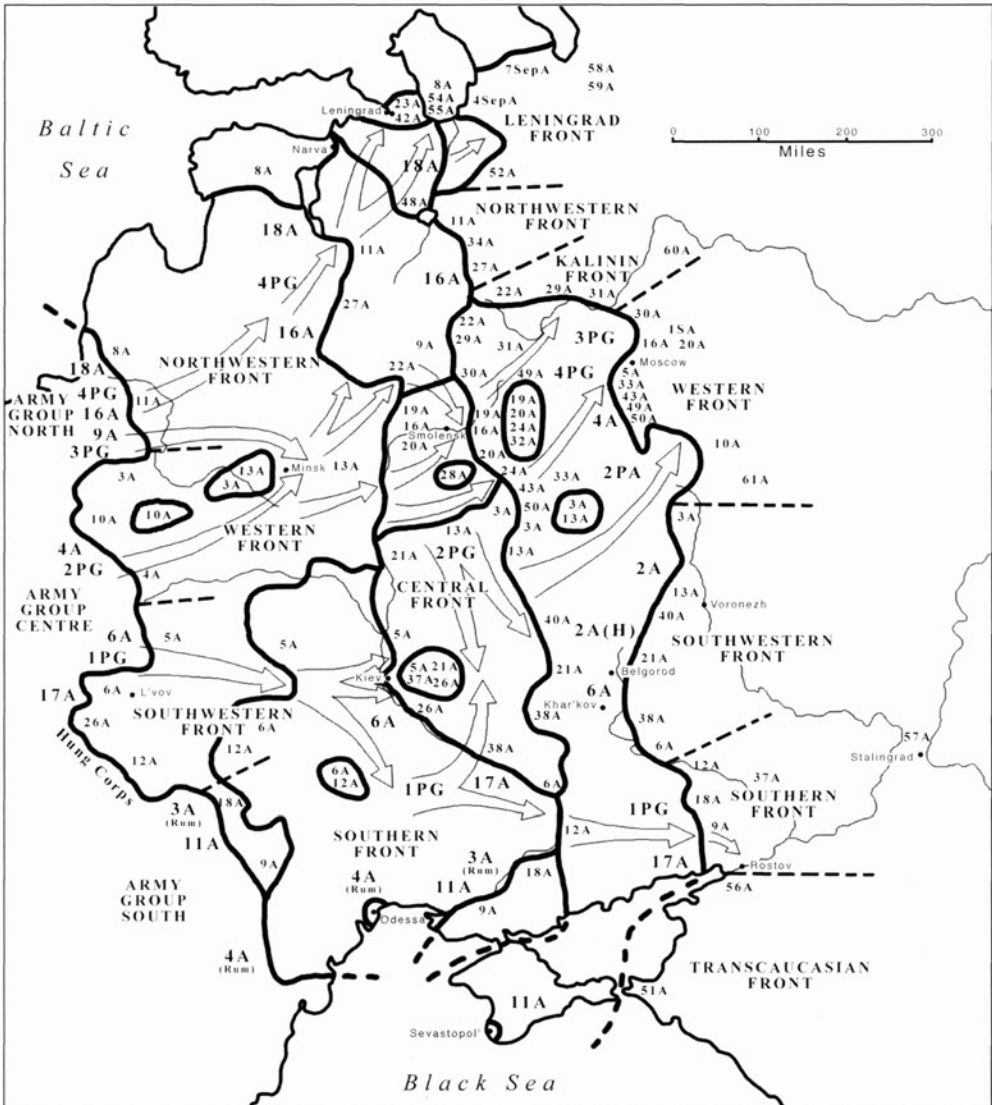 7SepA
58A
59A
8A
54A
55A
4SepA
23A
42A
Leningrad
LENINGRAD
FRONT
Baltic
Sea
0 100 200 300
Miles
Narva
8A
18A
52A
48A
NORTHWESTERN
FRONT
11A
34A
27A
18A
11A
4PG
KALININ
FRONT
60A
16A
22A
29A
31A
27A
16A
30A
1SA
16A
20A
3PG
22A
29A
31A
9A
8A
NORTHWESTERN
FRONT
Moscow
5A
33A
43A
49A
50A
WESTERN
FRONT
18A
4PG
16A
9A
3PG
11A
ARMY
GROUP
NORTH
22A
30A
49A
4PG
19A
20A
24A
32A
4A
19A
16A
20A
Smolensk
19A
16A
20A
10A
2PA
61A
3A
13A
3A
Minsk
13A
28A
24A
43A
33A
50A
3A
3A
3A
13A
3A
10A
10A
WESTERN
FRONT
4A
2PG
4A
13A
21A
2PG
13A
2A
13A
Voronezh
ARMY
GROUP
CENTRE
CENTRAL
FRONT
6A
1PG
5A
5A
5A
40A
2A(H)
40A
SOUTHWESTERN
FRONT
5A
21A
37A
26A
Kiev
21A
21A
Belgorod
17A
6A
L'vov
26A
6A
Khar'kov
SOUTHWESTERN
FRONT
6A
6A
26A
38A
38A
57A
Stalingrad
Hung Corps
12A
12A
38A
6A
12A
6A
12A
1PG
17A
6A
37A
3A
(Rum)
18A
18A
SOUTHERN
FRONT
11A
SOUTHERN
FRONT
12A
1PG
9A
9A
3A
(Rum)
17A
Rostov
56A
4A
(Rum)
11A
18A
9A
ARMY
GROUP
SOUTH
Odessa
4A
(Rum)
TRANSCAUCASIAN
FRONT
51A
11A
Sevastopol'
Black Sea